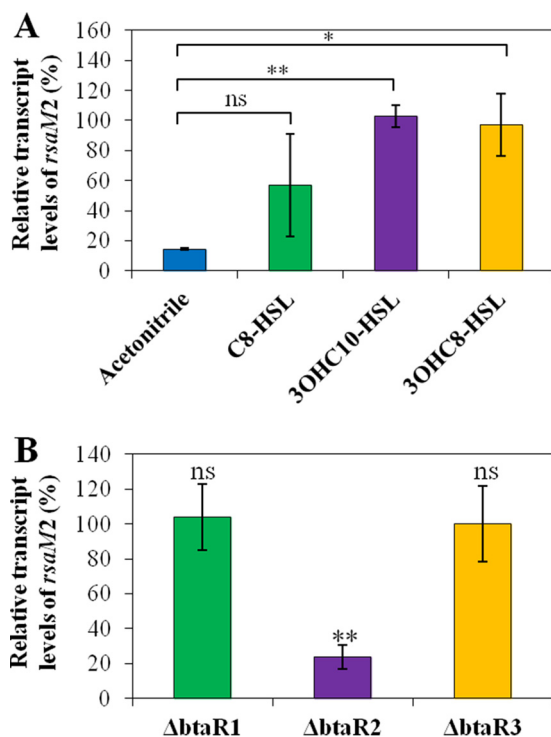 A
Relative transcript
levels of rsaM2 (%)
160
140
120
100
80
60
40
20
0
*
**
ns
Acetonitrile
C8-HSL
3OHC10-HSL
3OHC8-HSL
B
Relative transcript
levels of rsaM2 (%)
140
120
100
80
60
40
20
0
ns
**
ns
ΔbtaR1
ΔbtaR2
ΔbtaR3